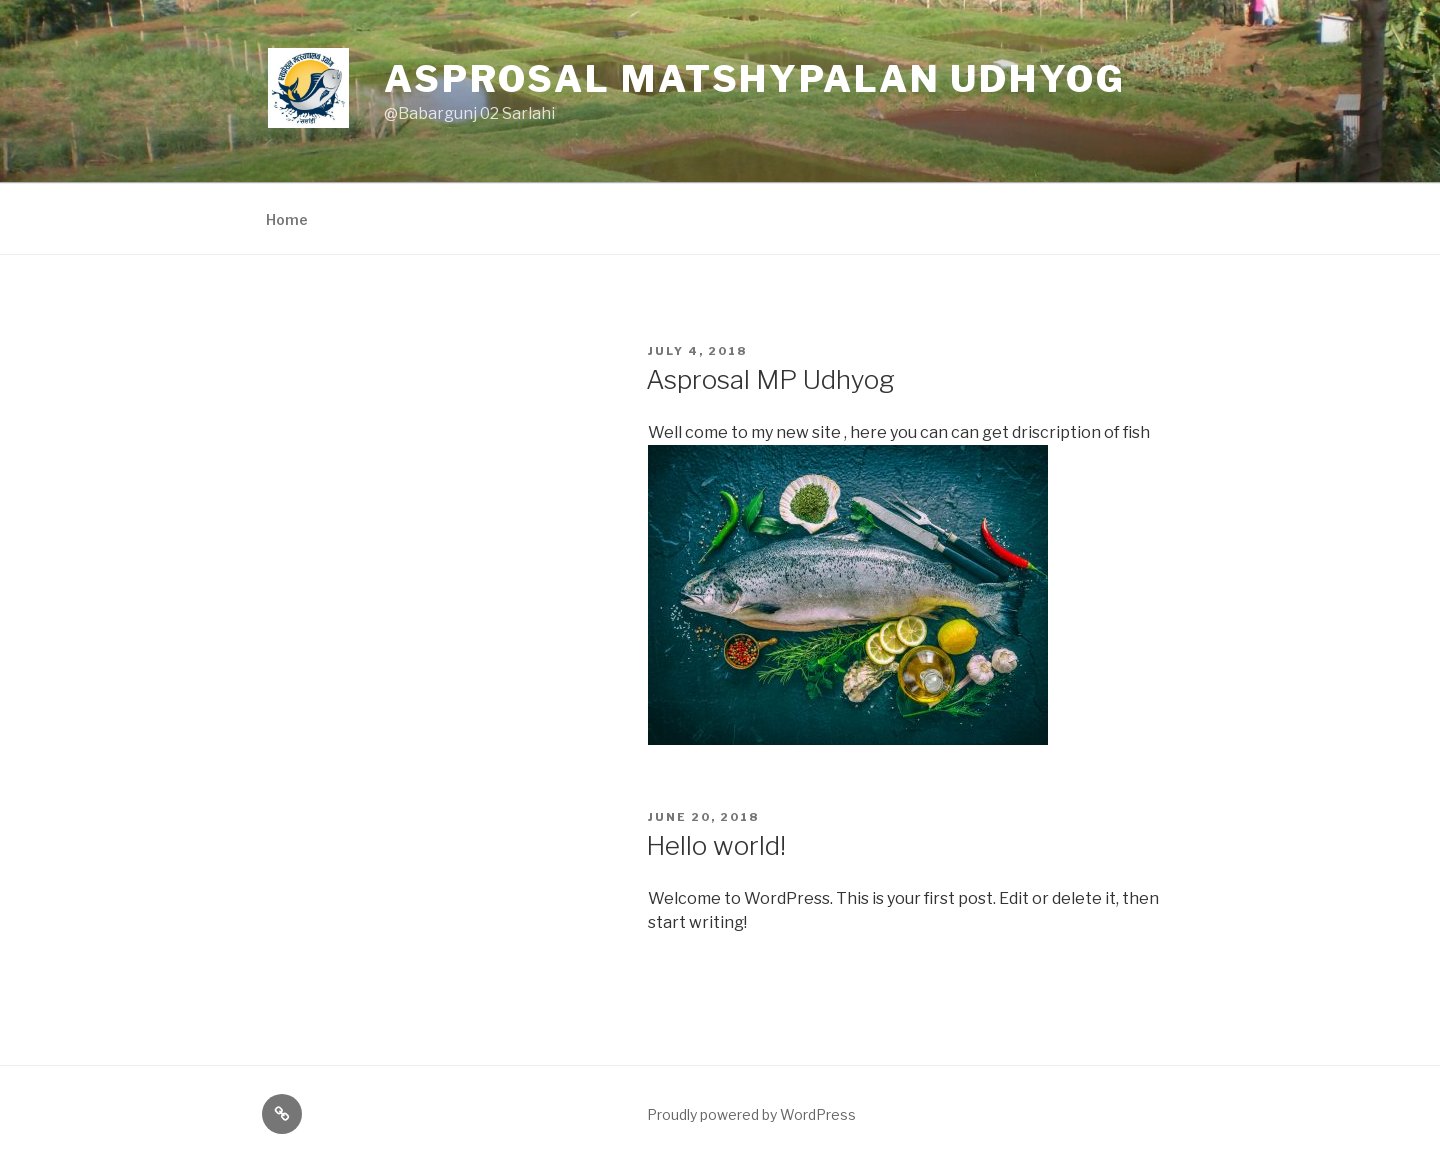 ASPROSAL MATSHYPALAN UDHYOG
@Babargunj 02 Sarlahi
Home
JULY 4, 2018
Asprosal MP Udhyog
Well come to my new site , here you can can get driscription of fish
JUNE 20, 2018
Hello world!
Welcome to WordPress. This is your first post. Edit or delete it, then
start writing!
Proudly powered by WordPress